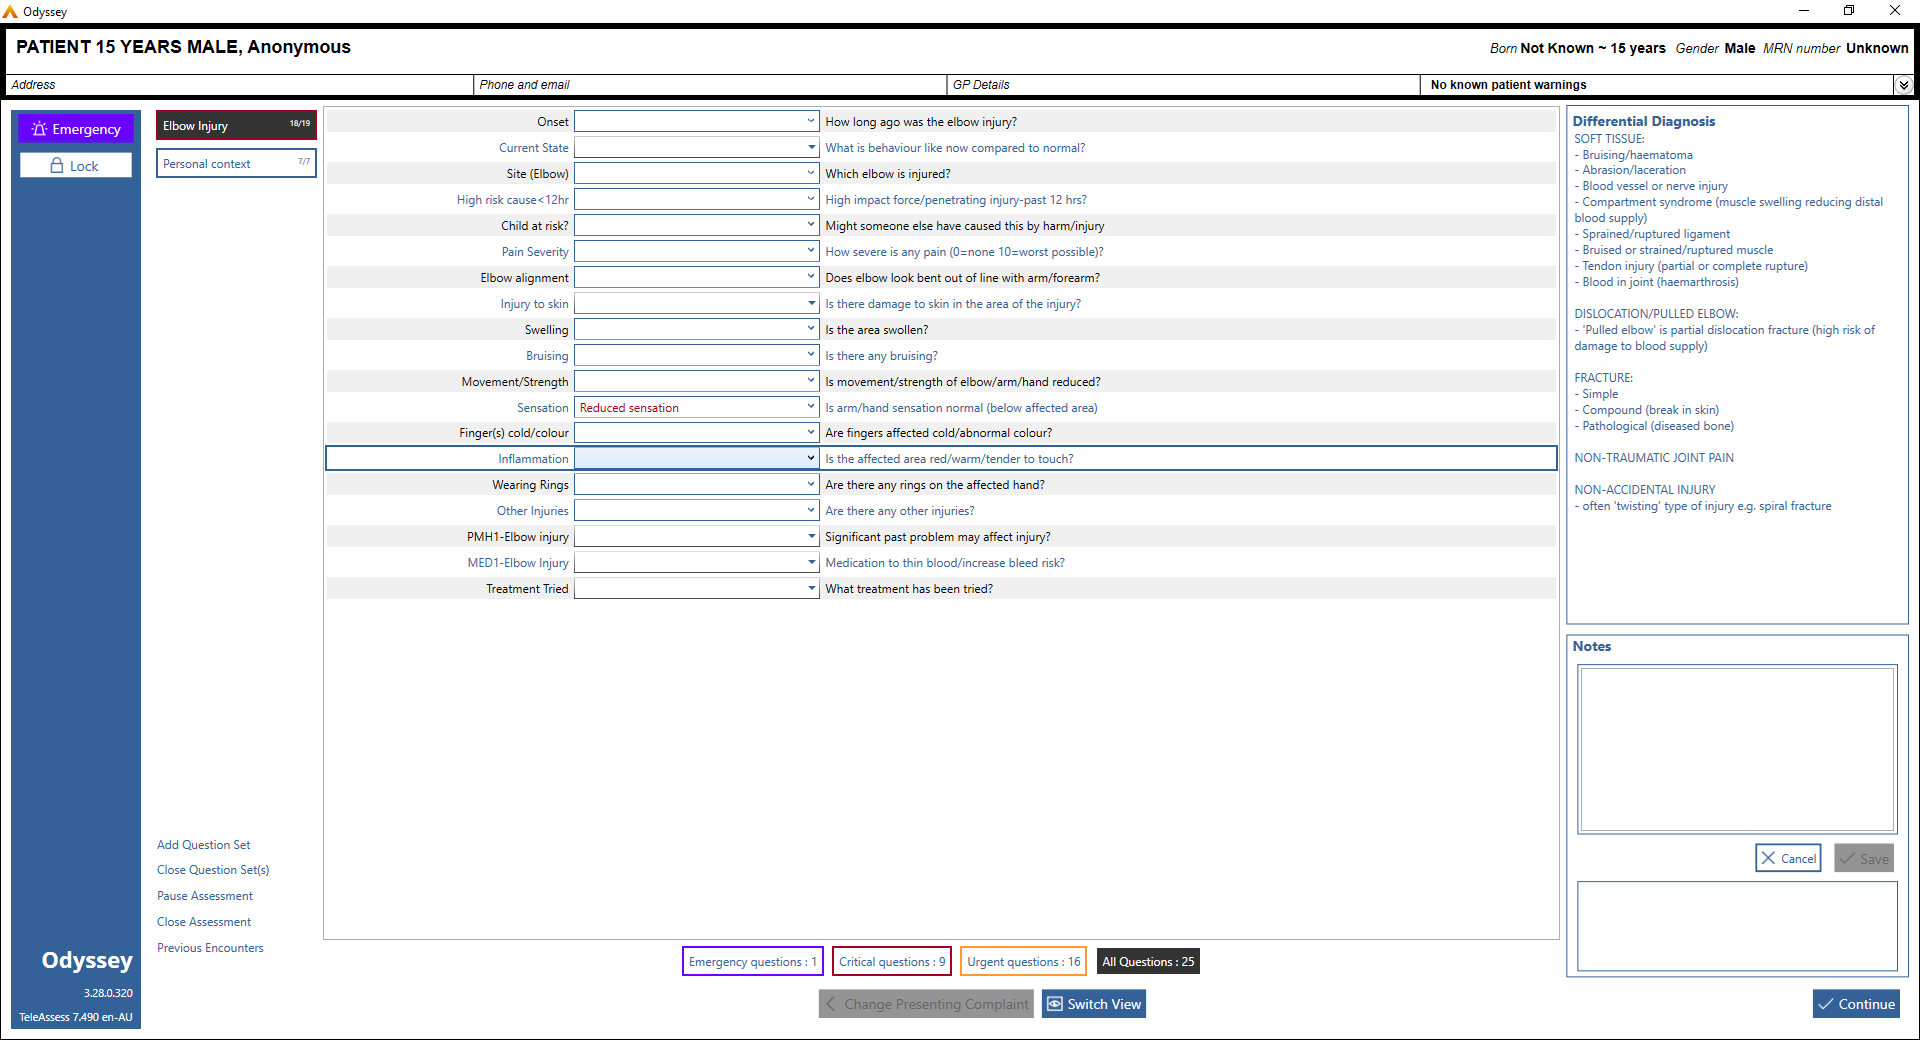 Odyssey
PATIENT 15 YEARS MALE, Anonymous
Born Not Known ~ 15 years Gender Male MRN number Unknown
Address
Phone and email
GP Details
No known patient warnings
Emergency
Lock
Elbow Injury 18/19
Personal context 7/7
Onset How long ago was the elbow injury?
Current State What is behaviour like now compared to normal?
Site (Elbow) Which elbow is injured?
High risk cause<12hr High impact force/penetrating injury-past 12 hrs?
Child at risk? Might someone else have caused this by harm/injury
Pain Severity How severe is any pain (0=none 10=worst possible)?
Elbow alignment Does elbow look bent out of line with arm/forearm?
Injury to skin Is there damage to skin in the area of the injury?
Swelling Is the area swollen?
Bruising Is there any bruising?
Movement/Strength Is movement/strength of elbow/arm/hand reduced?
Sensation Reduced sensation Is arm/hand sensation normal (below affected area)
Finger(s) cold/colour Are fingers affected cold/abnormal colour?
Inflammation Is the affected area red/warm/tender to touch?
Wearing Rings Are there any rings on the affected hand?
Other Injuries Are there any other injuries?
PMH1-Elbow injury Significant past problem may affect injury?
MED1-Elbow Injury Medication to thin blood/increase bleed risk?
Treatment Tried What treatment has been tried?
Differential Diagnosis
SOFT TISSUE:
- Bruising/haematoma
- Abrasion/laceration
- Blood vessel or nerve injury
- Compartment syndrome (muscle swelling reducing distal
blood supply)
- Sprained/ruptured ligament
- Bruised or strained/ruptured muscle
- Tendon injury (partial or complete rupture)
- Blood in joint (haemarthrosis)
DISLOCATION/PULLED ELBOW:
- 'Pulled elbow' is partial dislocation fracture (high risk of
damage to blood supply)
FRACTURE:
- Simple
- Compound (break in skin)
- Pathological (diseased bone)
NON-TRAUMATIC JOINT PAIN
NON-ACCIDENTAL INJURY
- often 'twisting' type of injury e.g. spiral fracture
Notes
Cancel
Save
Add Question Set
Close Question Set(s)
Pause Assessment
Close Assessment
Previous Encounters
Odyssey
3.28.0.320
TeleAssess 7.490 en-AU
Emergency questions : 1
Critical questions : 9
Urgent questions : 16
All Questions : 25
Change Presenting Complaint
Switch View
Continue